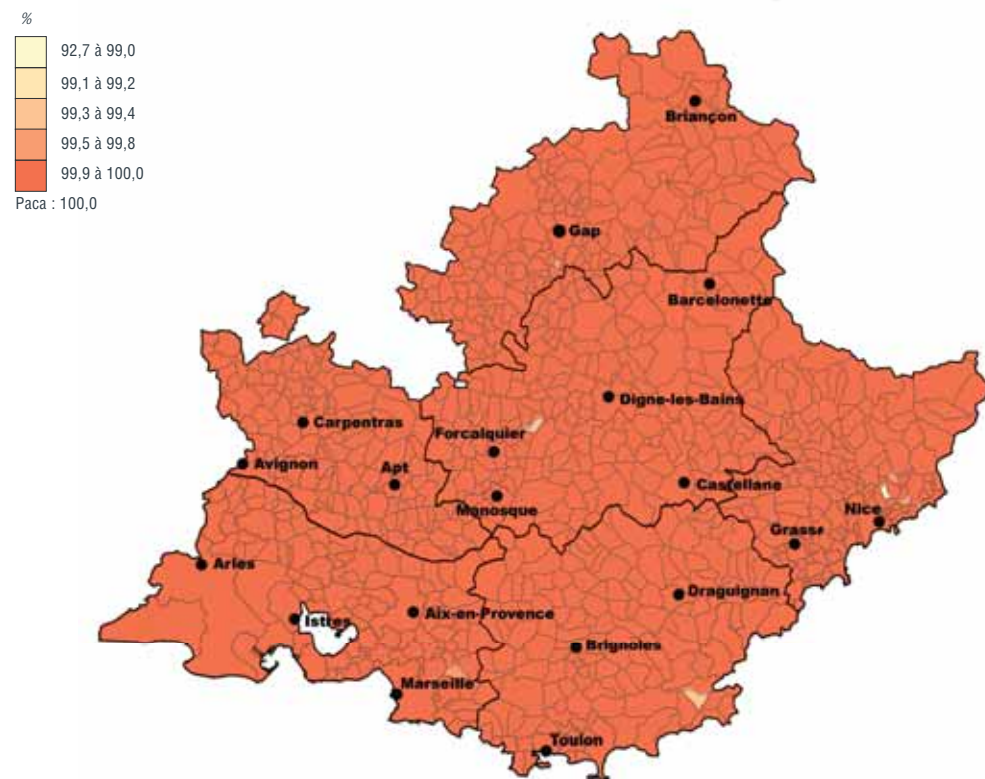 %
92,7 à 99,0
99,1 à 99,2
99,3 à 99,4
99,5 à 99,8
99,9 à 100,0
Paca : 100,0
Briançon
Gap
Barcelonette
Digne-les-Bains
Carpentras
Forcalquier
Avignon
Apt
Castellane
Manosque
Nice
Grasse
Arles
Draguignan
Aix-en-Provence
Istres
Brignoles
Marseille
Toulon